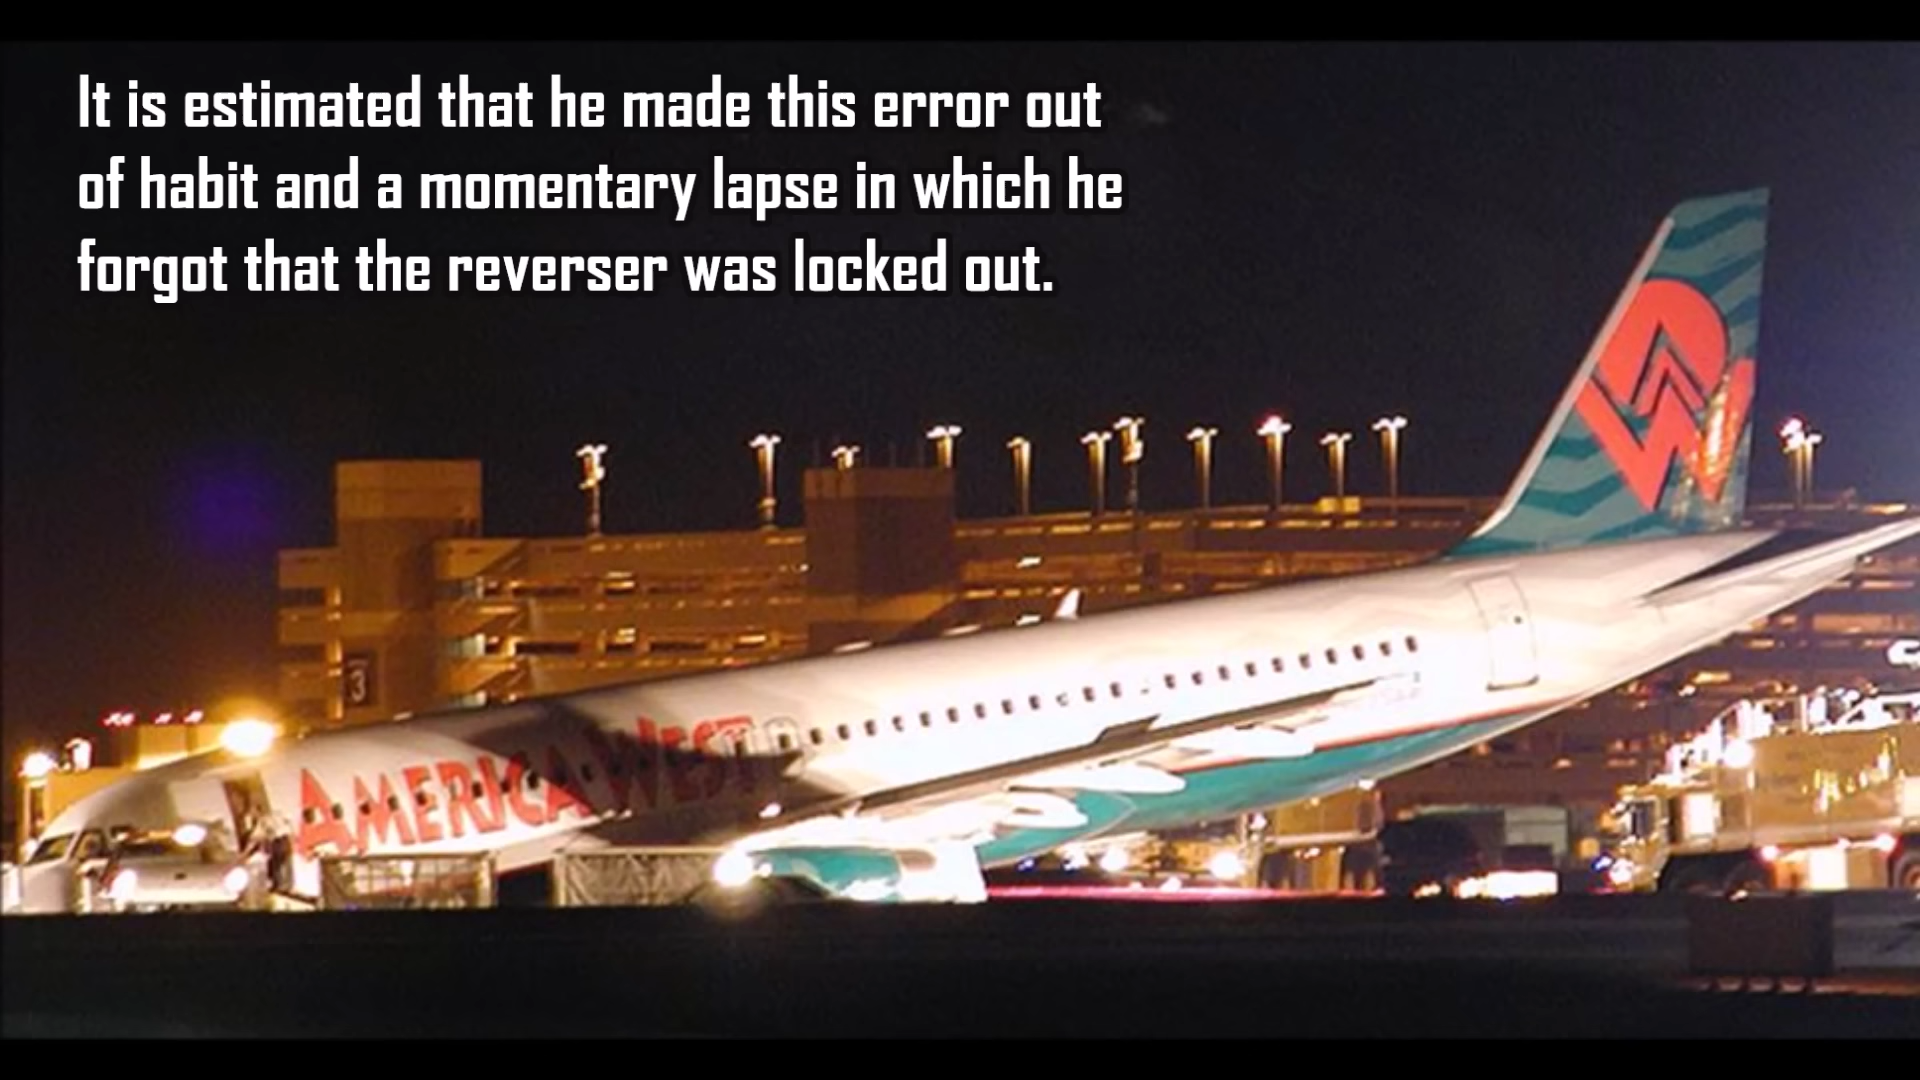 It is estimated that he made this error out
of habit and a momentary lapse in which he
forgot that the reverser was locked out.
3
AMERICA WEST